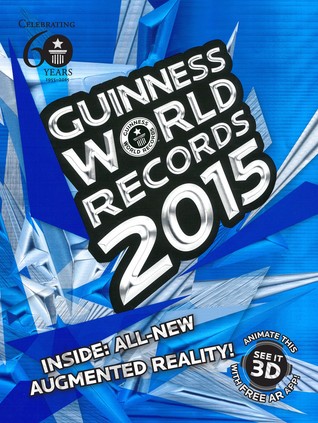 CELEBRATING
60
YEARS
GUINNESS
WORLD
RECORDS
GUINNESS
WORLD RECORDS
2015
INSIDE: ALL-NEW
AUGMENTED REALITY!
ANIMATE THIS
SEE IT
3D
WITH FREE AR APP!